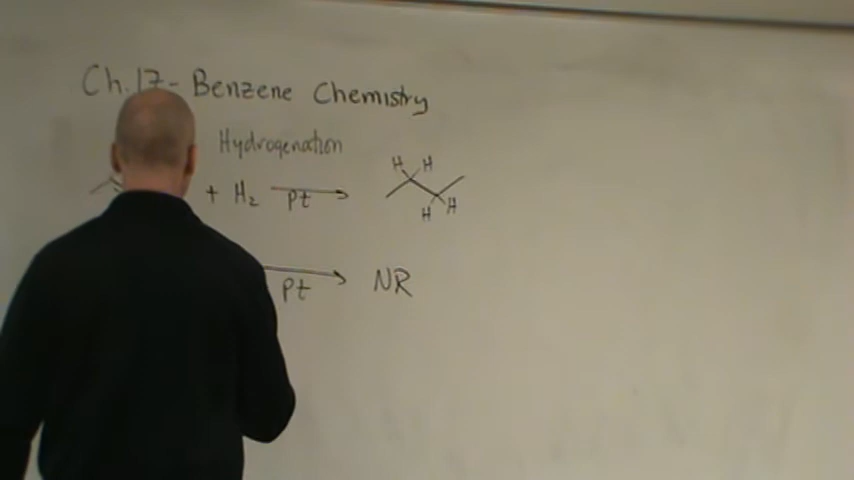 Ch.17- Benzene Chemistry
Hydrogenation
H H
+ H₂ Pt
H H
Pt NR